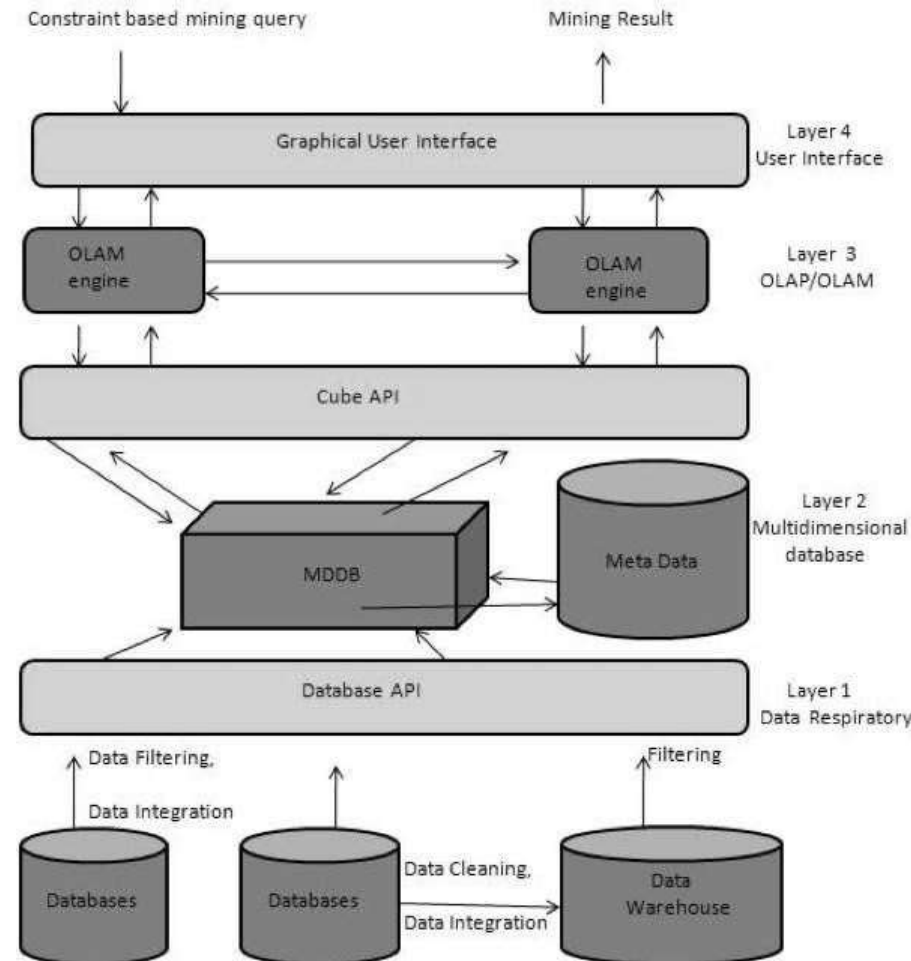 Constraint based mining query
Mining Result
Graphical User Interface
Layer 4
User Interface
OLAM
engine
OLAM
engine
Layer 3
OLAP/OLAM
Cube API
MDDB
Meta Data
Layer 2
Multidimensional
database
Database API
Layer 1
Data Respiratory
Data Filtering,
Data Integration
Filtering
Databases
Databases
Data Cleaning,
Data Integration
Data
Warehouse